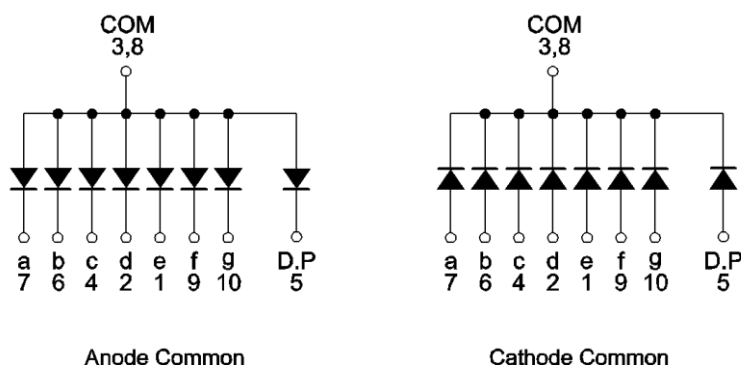 COM
3,8
a b c d e f g D.P
7 6 4 2 1 9 10 5
Anode Common
COM
3,8
a b c d e f g D.P
7 6 4 2 1 9 10 5
Cathode Common